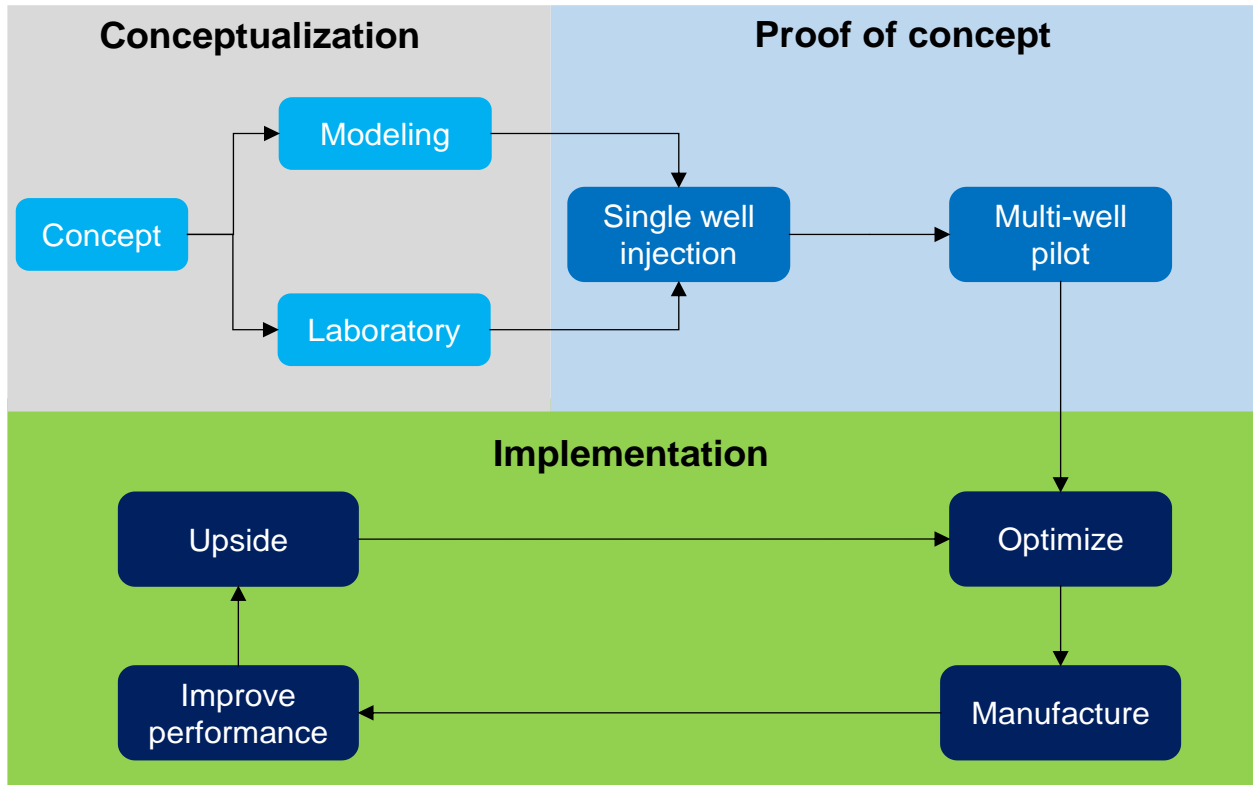 Conceptualization
Proof of concept
Modeling
Concept
Laboratory
Single well
injection
Multi-well
pilot
Implementation
Upside
Optimize
Improve
performance
Manufacture